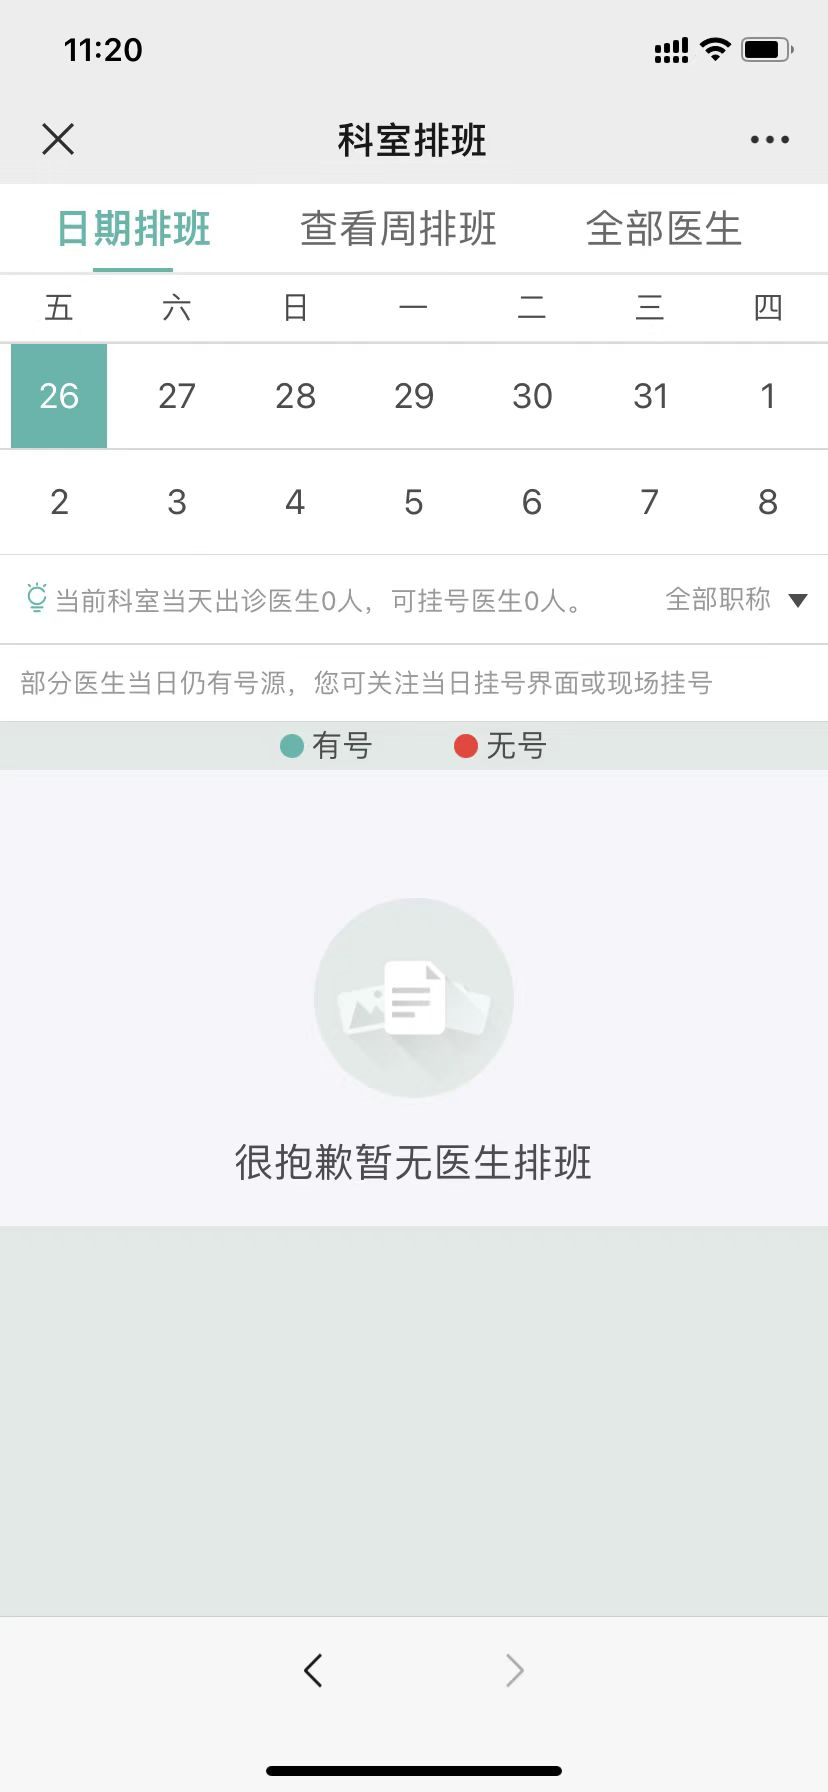 11:20
科室排班
日期排班 查看周排班 全部医生
五 六 日 一 二 三 四
26 27 28 29 30 31 1
2 3 4 5 6 7 8
当前科室当天出诊医生0人，可挂号医生0人。 全部职称
部分医生当日仍有号源，您可关注当日挂号界面或现场挂号
有号 无号
很抱歉暂无医生排班